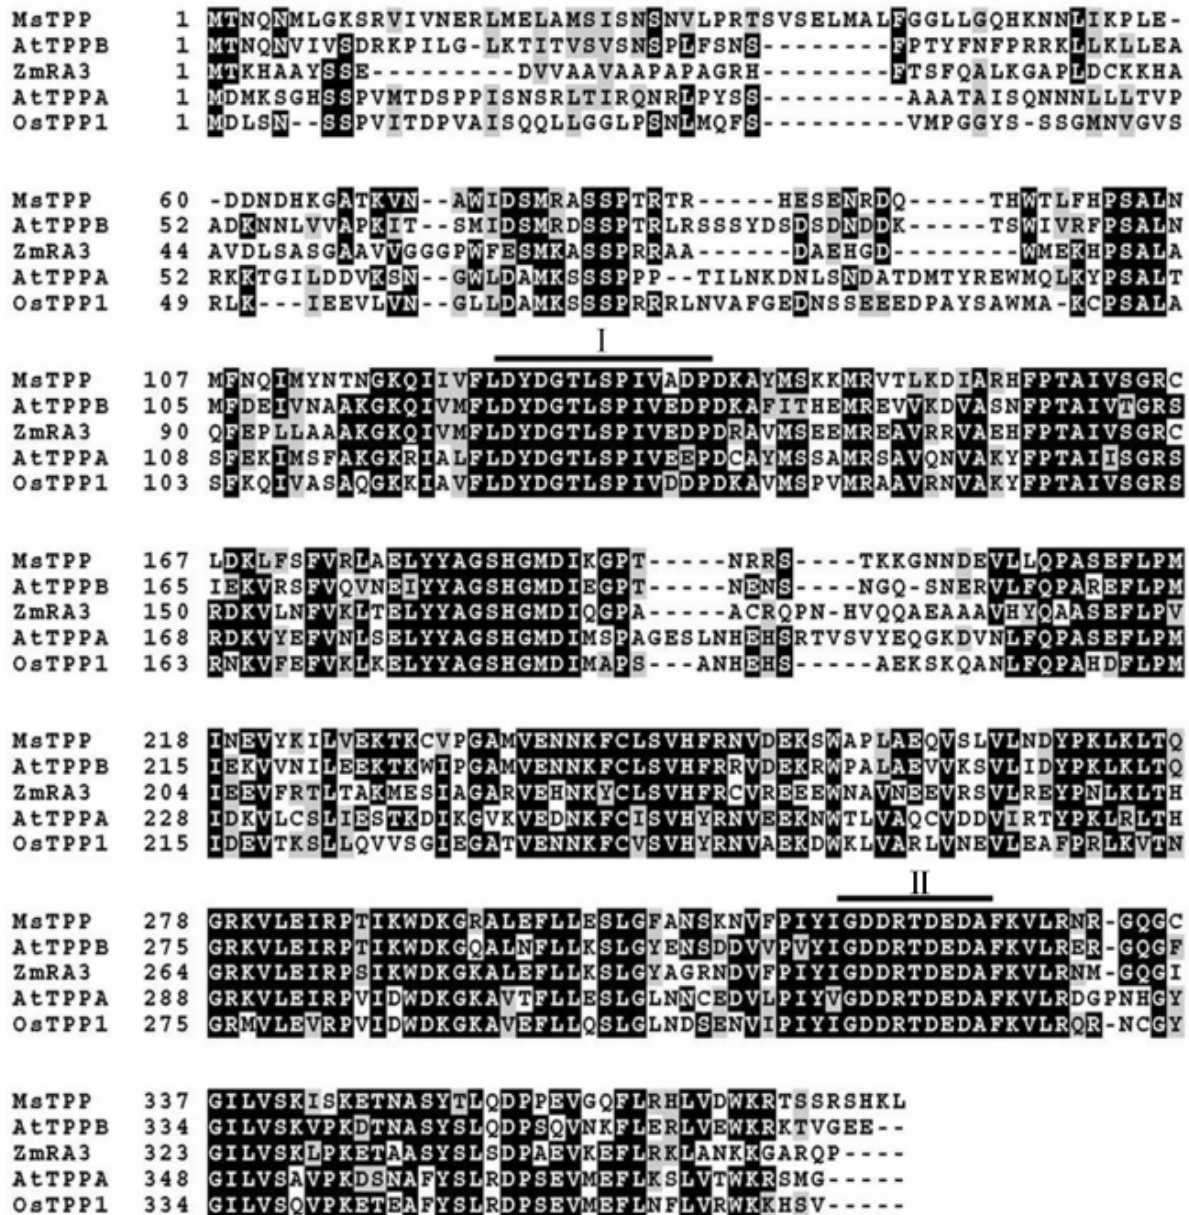 MsTPP 1 MTNQNMLGKSRVIVNERLMELAMSISNSNVLPRTSVSELMALFGGLLGQHKNNLIKPLE-
AtTPPB 1 MTNQNVIVSDRKPILG-LKTITVSVSNSPLFSNS--------FPTYFNFPRRKLLKLLEA
ZmRA3 1 MTKHAAYSSE---------DVVAAVAAPAPAGRH--------FTSFQALKGAPLDCKKHA
AtTPPA 1 MDMKSGHSSPVMTDSPPISNSRLTIRQNRLPYSS---------AAATAISQNNNLLLTVP
OsTPP1 1 MDLSN--SSPVITDPVAISQQLLGGLPSNLMQFS---------VMPGGYS-SSGMNVGVS
MsTPP 60 -DDNDHKGATKVN--AWIDSMRASSPTRTR-----HESENRDQ-----THWTLFHPSALN
AtTPPB 52 ADKNNLVVAPKIT--SMIDSMRDSSPTRLRSSSYDSDSDNDDK-----TSWIVRFPSALN
ZmRA3 44 AVDLSASGAAVVGGGPWFESMKASSPRRAA------DAEHGD------WMEKHPSALA
AtTPPA 52 RKKTGILDDVKSN--GWLDAMKSSSPPP--TILNKDNLSNDATDMTYREWMQLKYPSALT
OsTPP1 49 RLK---IEEVLVN--GLLDAMKSSSPRRRLNVAFGEDNSSEEEDPAYSAWMA-KCPSALA
I
MsTPP 107 MFNQIMYNTNGKQIIVFLDYDGTLSPIVADPDKAYMSKKMRVTLKDIARHFPTAIVSGRC
AtTPPB 105 MFDEIVNAAKGKQIVMFLDYDGTLSPIVEDPDKAFITHEMREVVKDVASNFPTAIVTGRS
ZmRA3 90 QFEPLLAAAKGKQIVMFLDYDGTLSPIVEDPDRAVMSEEMREAVRRVAEHFPTAIVSGRC
AtTPPA 108 SFEKIMSFAKGKRIALFLDYDGTLSPIVEEPDCAYMSSAMRSAVQNVAKYFPTAIISGRS
OsTPP1 103 SFKQIVASAQGKKIAVFLDYDGTLSPIVDDPDKAVMSPVMRAAVRNVAKYFPTAIVSGRS
MsTPP 167 LDKLFSFVRLAELYYAGSHGMDIKGPT-----NRRS----TKKGNNDEVLLQPASEFLPM
AtTPPB 165 IEKVRSFVQVNEIYYAGSHGMDIEGPT-----NENS----NGQ-SNERVLFQPAREFLPM
ZmRA3 150 RDKVLNFVKLTELYYAGSHGMDIQGPA-----ACRQPN-HVQQAEAAAVHYQAASEFLPV
AtTPPA 168 RDKVYEFVNLSELYYAGSHGMDIMSPAGESLNHEHSRTVSVYEQGKDVNLFQPASEFLPM
OsTPP1 163 RNKVFEFVKLKELYYAGSHGMDIMAPS---ANHEHS-----AEKSKQANLFQPAHDFLPM
MsTPP 218 INEVYKILVEKTKCVPGAMVENNKFCLSVHFRNVDEKSWAPLAEQVSLVLNDYPKLKLTQ
AtTPPB 215 IEKVVNILEEKTKWIPGAMVENNKFCLSVHFRRVDEKRWPALAEVVKSVLIDYPKLKLTQ
ZmRA3 204 IEEVFRTLTAKMESIAGARVEHNKYCLSVHFRCVREEEWNAVNEEVRSVLREYPNLKLTH
AtTPPA 228 IDKVLCSLIESTKDIKGVKVEDNKFCISVHYRNVEEKNWTLVAQCVDDVIRTYPKLRLTH
OsTPP1 215 IDEVTKSLLQVVSGIEGATVENNKFCVSVHYRNVAEKDWKLVARLVNEVLEAFPRLKVTN
II
MsTPP 278 GRKVLEIRPTIKWDKGRALEFLLESLGFANSKNVFPIYIGDDRTDEDAFKVLRNR-GQGC
AtTPPB 275 GRKVLEIRPTIKWDKGQALNFLLKSLGYENSDDVVPVYIGDDRTDEDAFKVLRER-GQGF
ZmRA3 264 GRKVLEIRPSIKWDKGKALEFLLKSLGYAGRNDVFPIYIGDDRTDEDAFKVLRNM-GQGI
AtTPPA 288 GRKVLEIRPVIDWDKGKAVTFLLESLGLNNCEDVLPIYVGDDRTDEDAFKVLRDGPNHGY
OsTPP1 275 GRMVLEVRPVIDWDKGKAVEFLLQSLGLNDSENVIPIYIGDDRTDEDAFKVLRQR-NCGY
MsTPP 337 GILVSKISKETNASYTLQDPPEVGQFLRHLVDWKRTSSRSHKL
AtTPPB 334 GILVSKVPKDTNASYSLQDPSQVNKFLERLVEWKRKTVGEE--
ZmRA3 323 GILVSKLPKETAASYSLSDPAEVKEFLRKLANKKGARQP----
AtTPPA 348 GILVSAVPKDSNAFYSLRDPSEVMEFLKSLVTWKRSMG-----
OsTPP1 334 GILVSQVPKETEAFYSLRDPSEVMEFLNFLVRWKKHSV-----